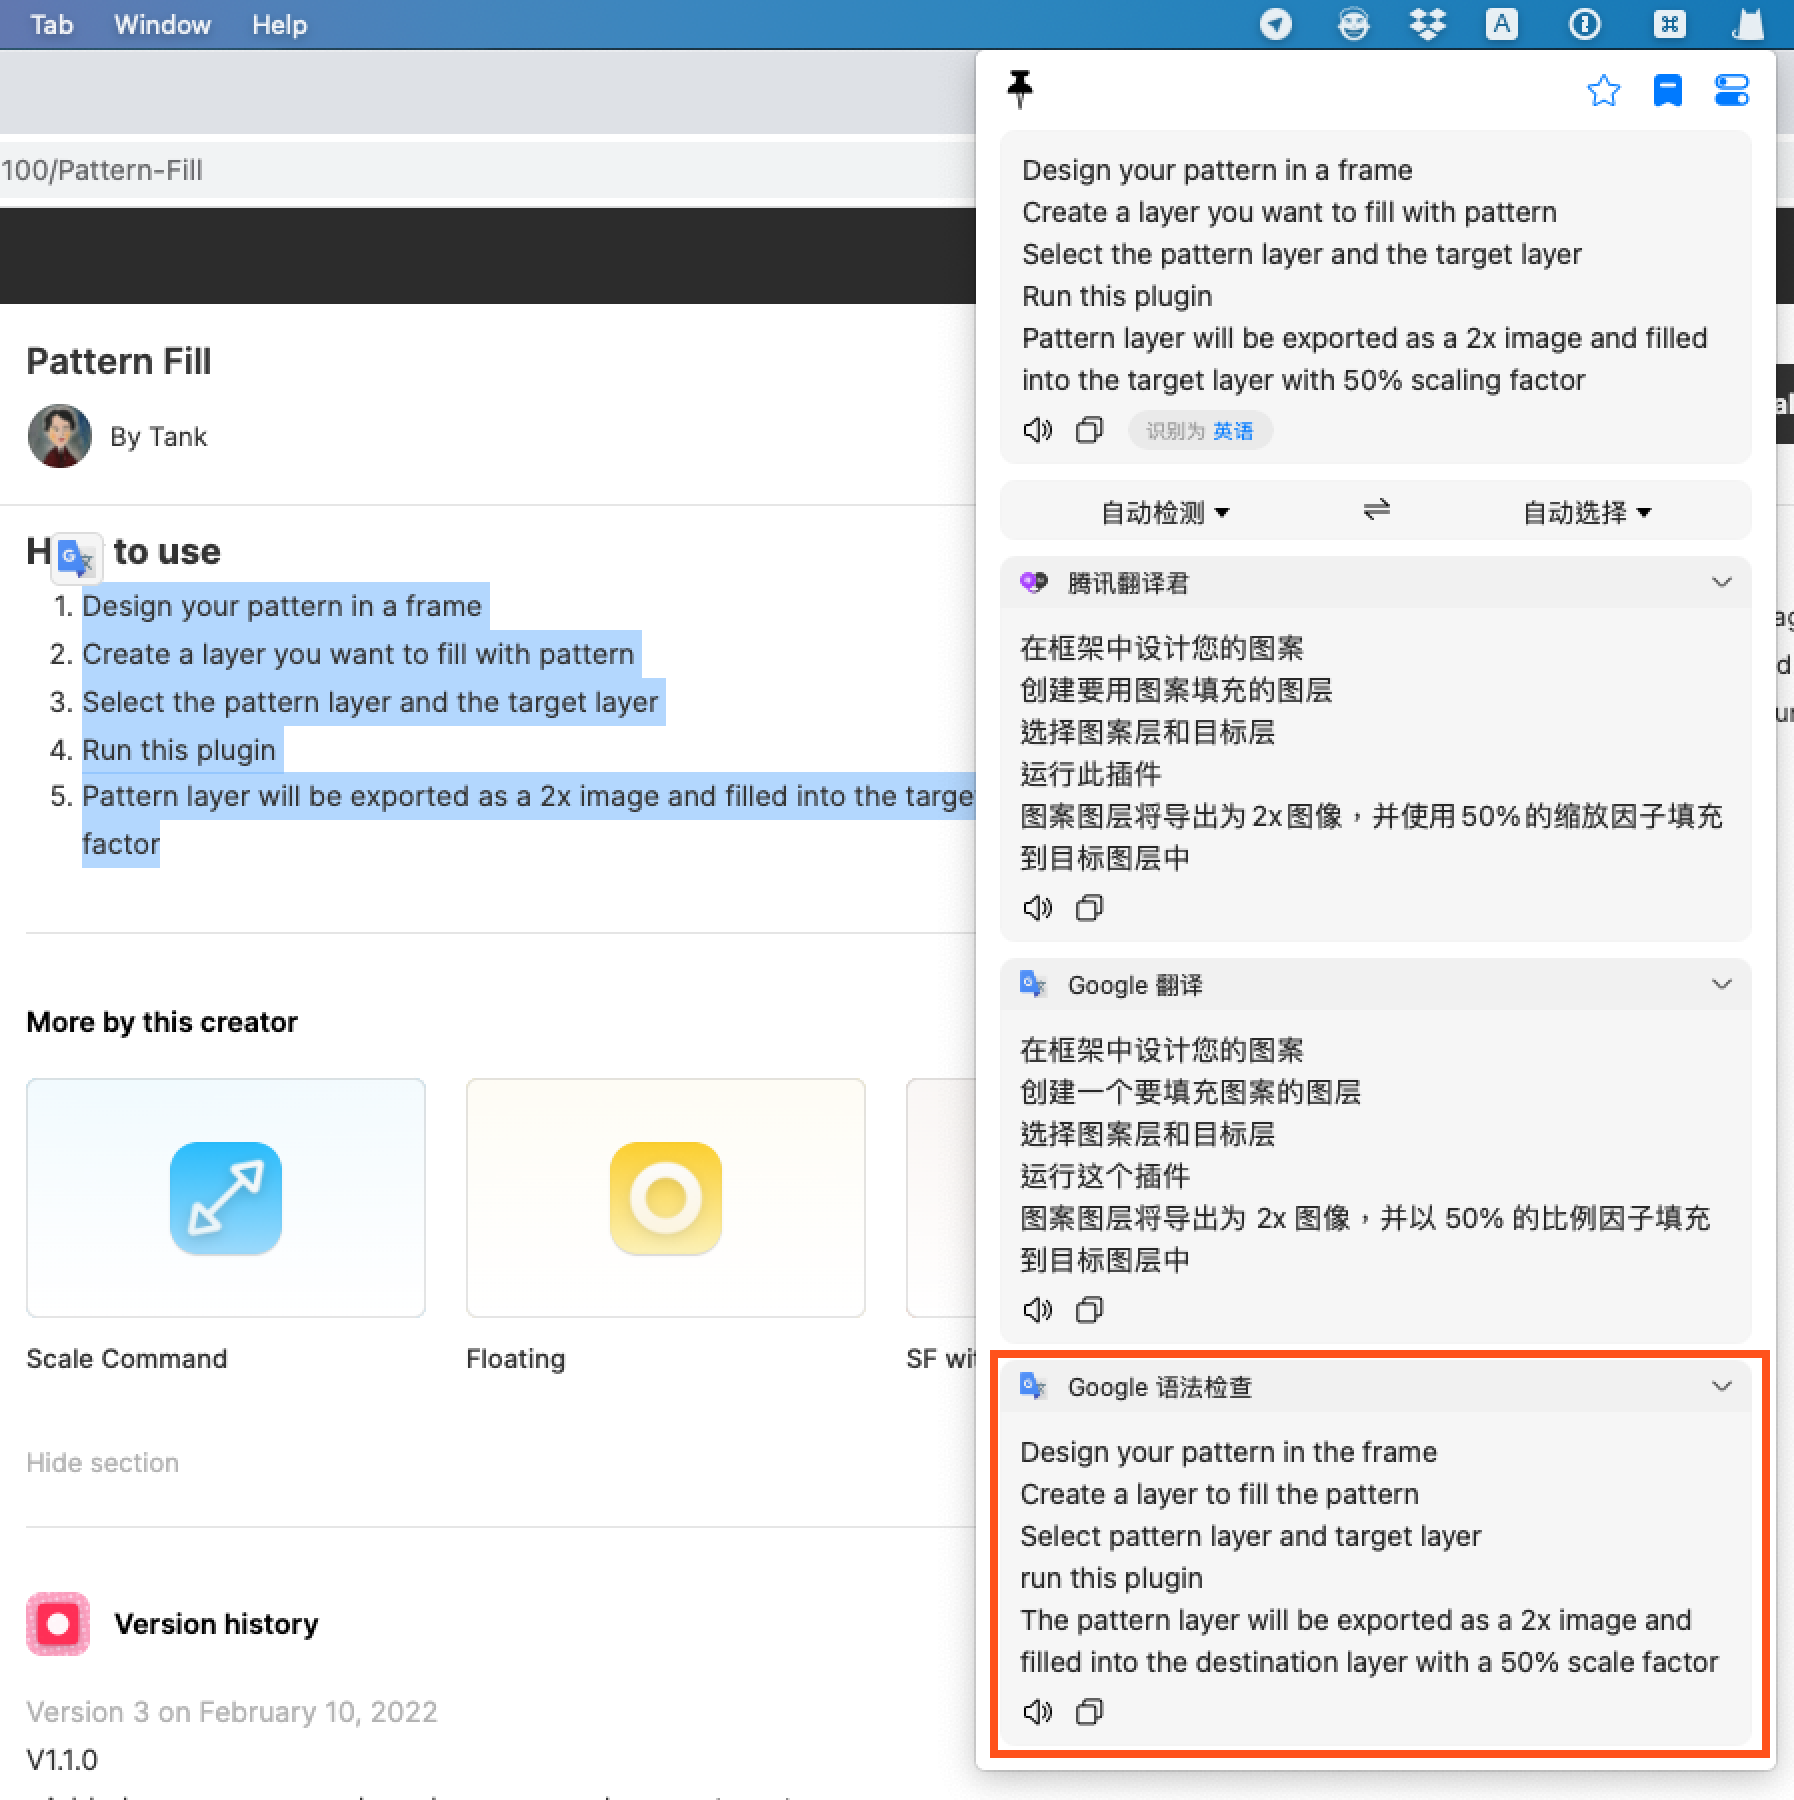 Tab Window Help
100/Pattern-Fill
Pattern Fill
By Tank
to use
1. Design your pattern in a frame
2. Create a layer you want to fill with pattern
3. Select the pattern layer and the target layer
4. Run this plugin
5. Pattern layer will be exported as a 2x image and filled into the
factor
More by this creator
Scale Command
Floating
SF
Hide section
Version history
Version 3 on February 10, 2022
V1.1.0
Design your pattern in a frame
Create a layer you want to fill with pattern
Select the pattern layer and the target layer
Run this plugin
Pattern layer will be exported as a 2x image and filled
into the target layer with 50% scaling factor
识别为 英语
自动检测 自动选择
腾讯翻译君
在框架中设计您的图案
创建要用图案填充的图层
选择图案层和目标层
运行此插件
图案图层将导出为2x图像，并使用50%的缩放因子填充
到目标图层中
Google 翻译
在框架中设计您的图案
创建一个要填充图案的图层
选择图案层和目标层
运行这个插件
图案图层将导出为 2x 图像，并以 50% 的比例因子填充
到目标图层中
Google 语法检查
Design your pattern in the frame
Create a layer to fill the pattern
Select pattern layer and target layer
run this plugin
The pattern layer will be exported as a 2x image and
filled into the destination layer with a 50% scale factor